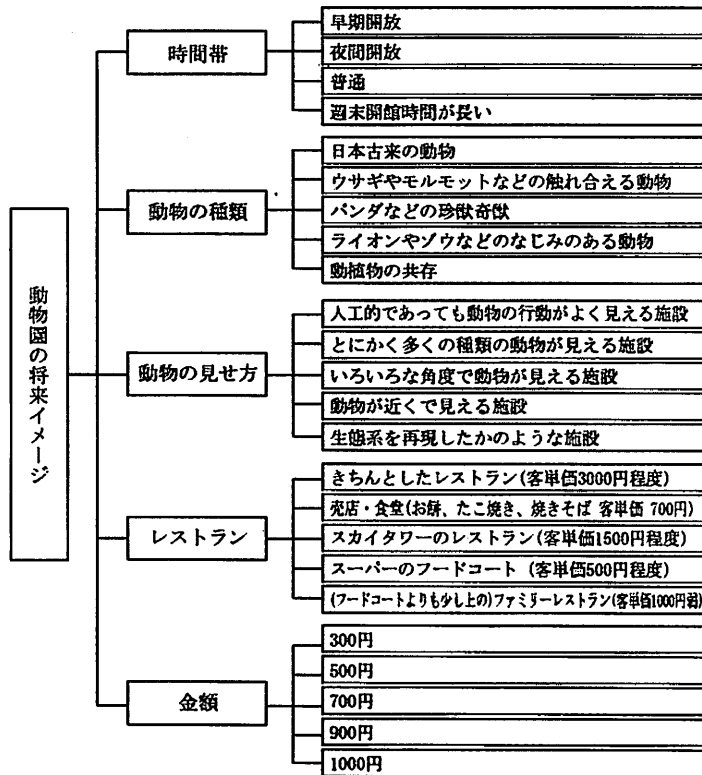 動物園の将来イメージ
時間帯
早期開放
夜間開放
普通
週末開館時間が長い
動物の種類
日本古来の動物
ウサギやモルモットなどの触れ合える動物
パンダなどの珍獣奇獣
ライオンやゾウなどのなじみのある動物
動植物の共存
動物の見せ方
人工的であっても動物の行動がよく見える施設
とにかく多くの種類の動物が見える施設
いろいろな角度で動物が見える施設
動物が近くで見える施設
生態系を再現したかのような施設
レストラン
きちんとしたレストラン(客単価3000円程度)
売店・食堂(お餅、たこ焼き、焼きそば 客単価 700円)
スカイタワーのレストラン(客単価1500円程度)
スーパーのフードコート (客単価500円程度)
(フードコートよりも少し上の)ファミリーレストラン(客単価1000円弱)
金額
300円
500円
700円
900円
1000円